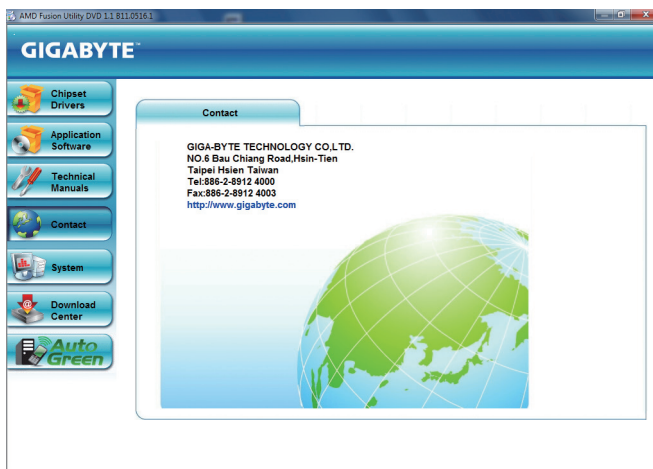 AMD Fusion Utility DVD 1.1 B11.0516.1
GIGABYTE™
Chipset
Drivers
Application
Software
Technical
Manuals
Contact
System
Download
Center
Auto
Green
Contact
GIGA-BYTE TECHNOLOGY CO,LTD.
NO.6 Bau Chiang Road,Hsin-Tien
Taipei Hsien Taiwan
Tel:886-2-8912 4000
Fax:886-2-8912 4003
http://www.gigabyte.com